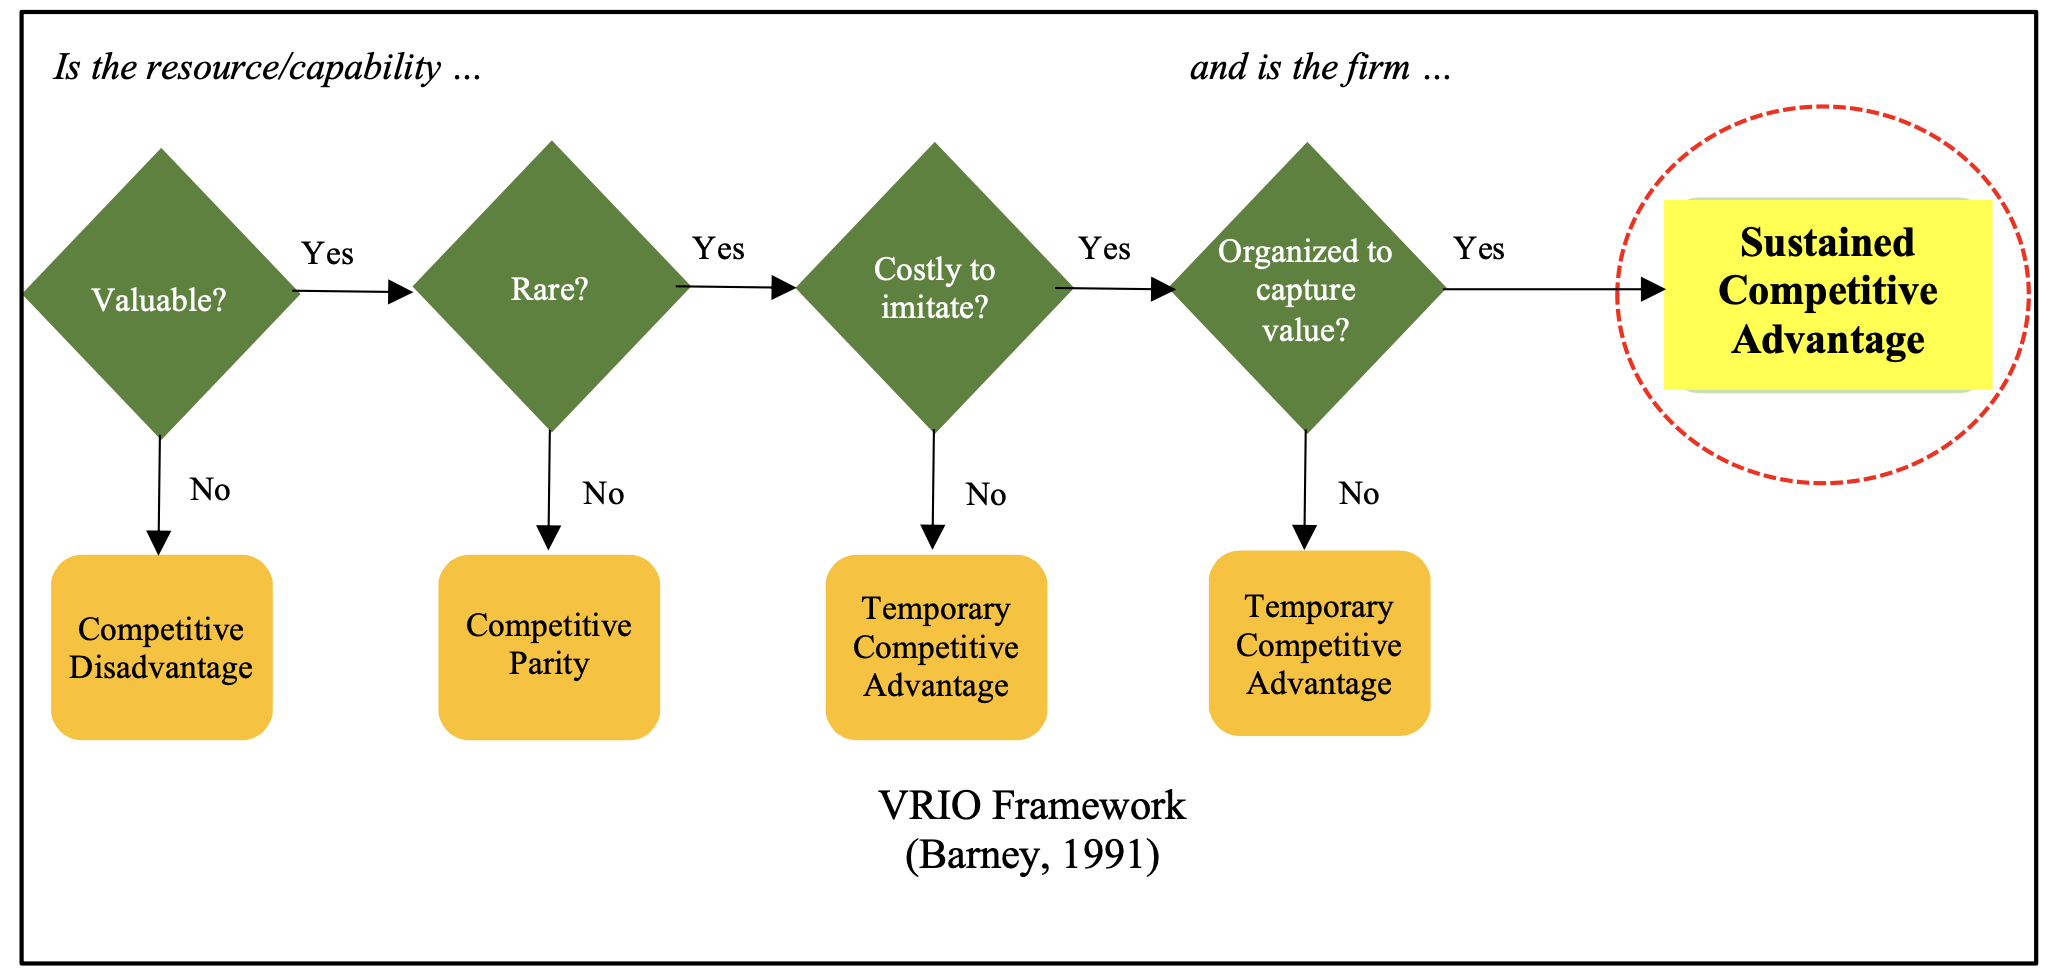 Is the resource/capability ...
and is the firm ...
Valuable?
Yes
Rare?
Yes
Costly to
imitate?
Yes
Organized to
capture
value?
Yes
Sustained
Competitive
Advantage
No
No
No
No
Competitive
Disadvantage
Competitive
Parity
Temporary
Competitive
Advantage
Temporary
Competitive
Advantage
VRIO Framework
(Barney, 1991)